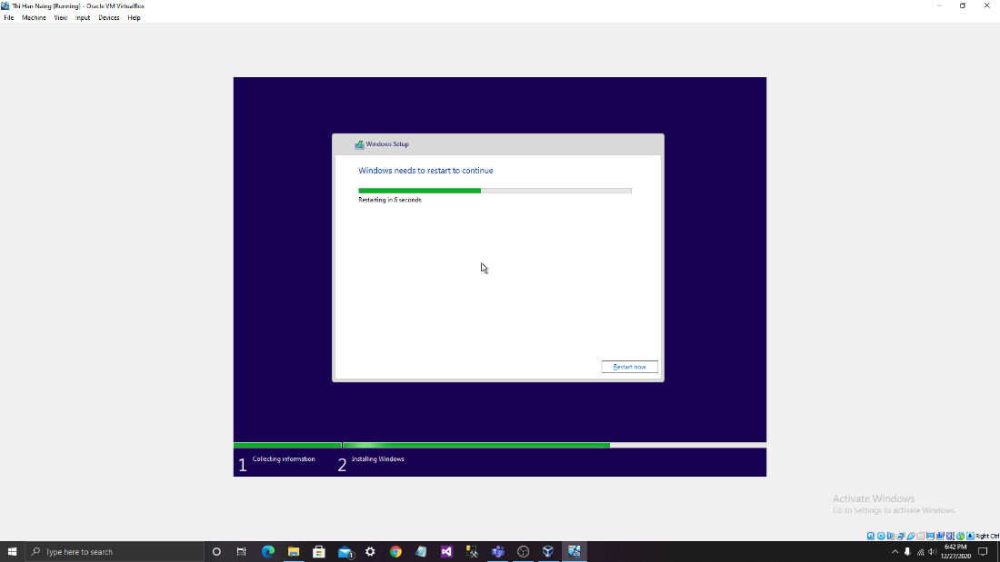 Thi Han Naing [Running] - Oracle VM VirtualBox
File Machine View Input Devices Help
Windows Setup
Windows needs to restart to continue
Restarting in 6 seconds
Restart now
1 Collecting information 2 Installing Windows
Activate Windows
Go to Settings to activate Windows.
Right Ctrl
Type here to search
6:42 PM
12/27/2020